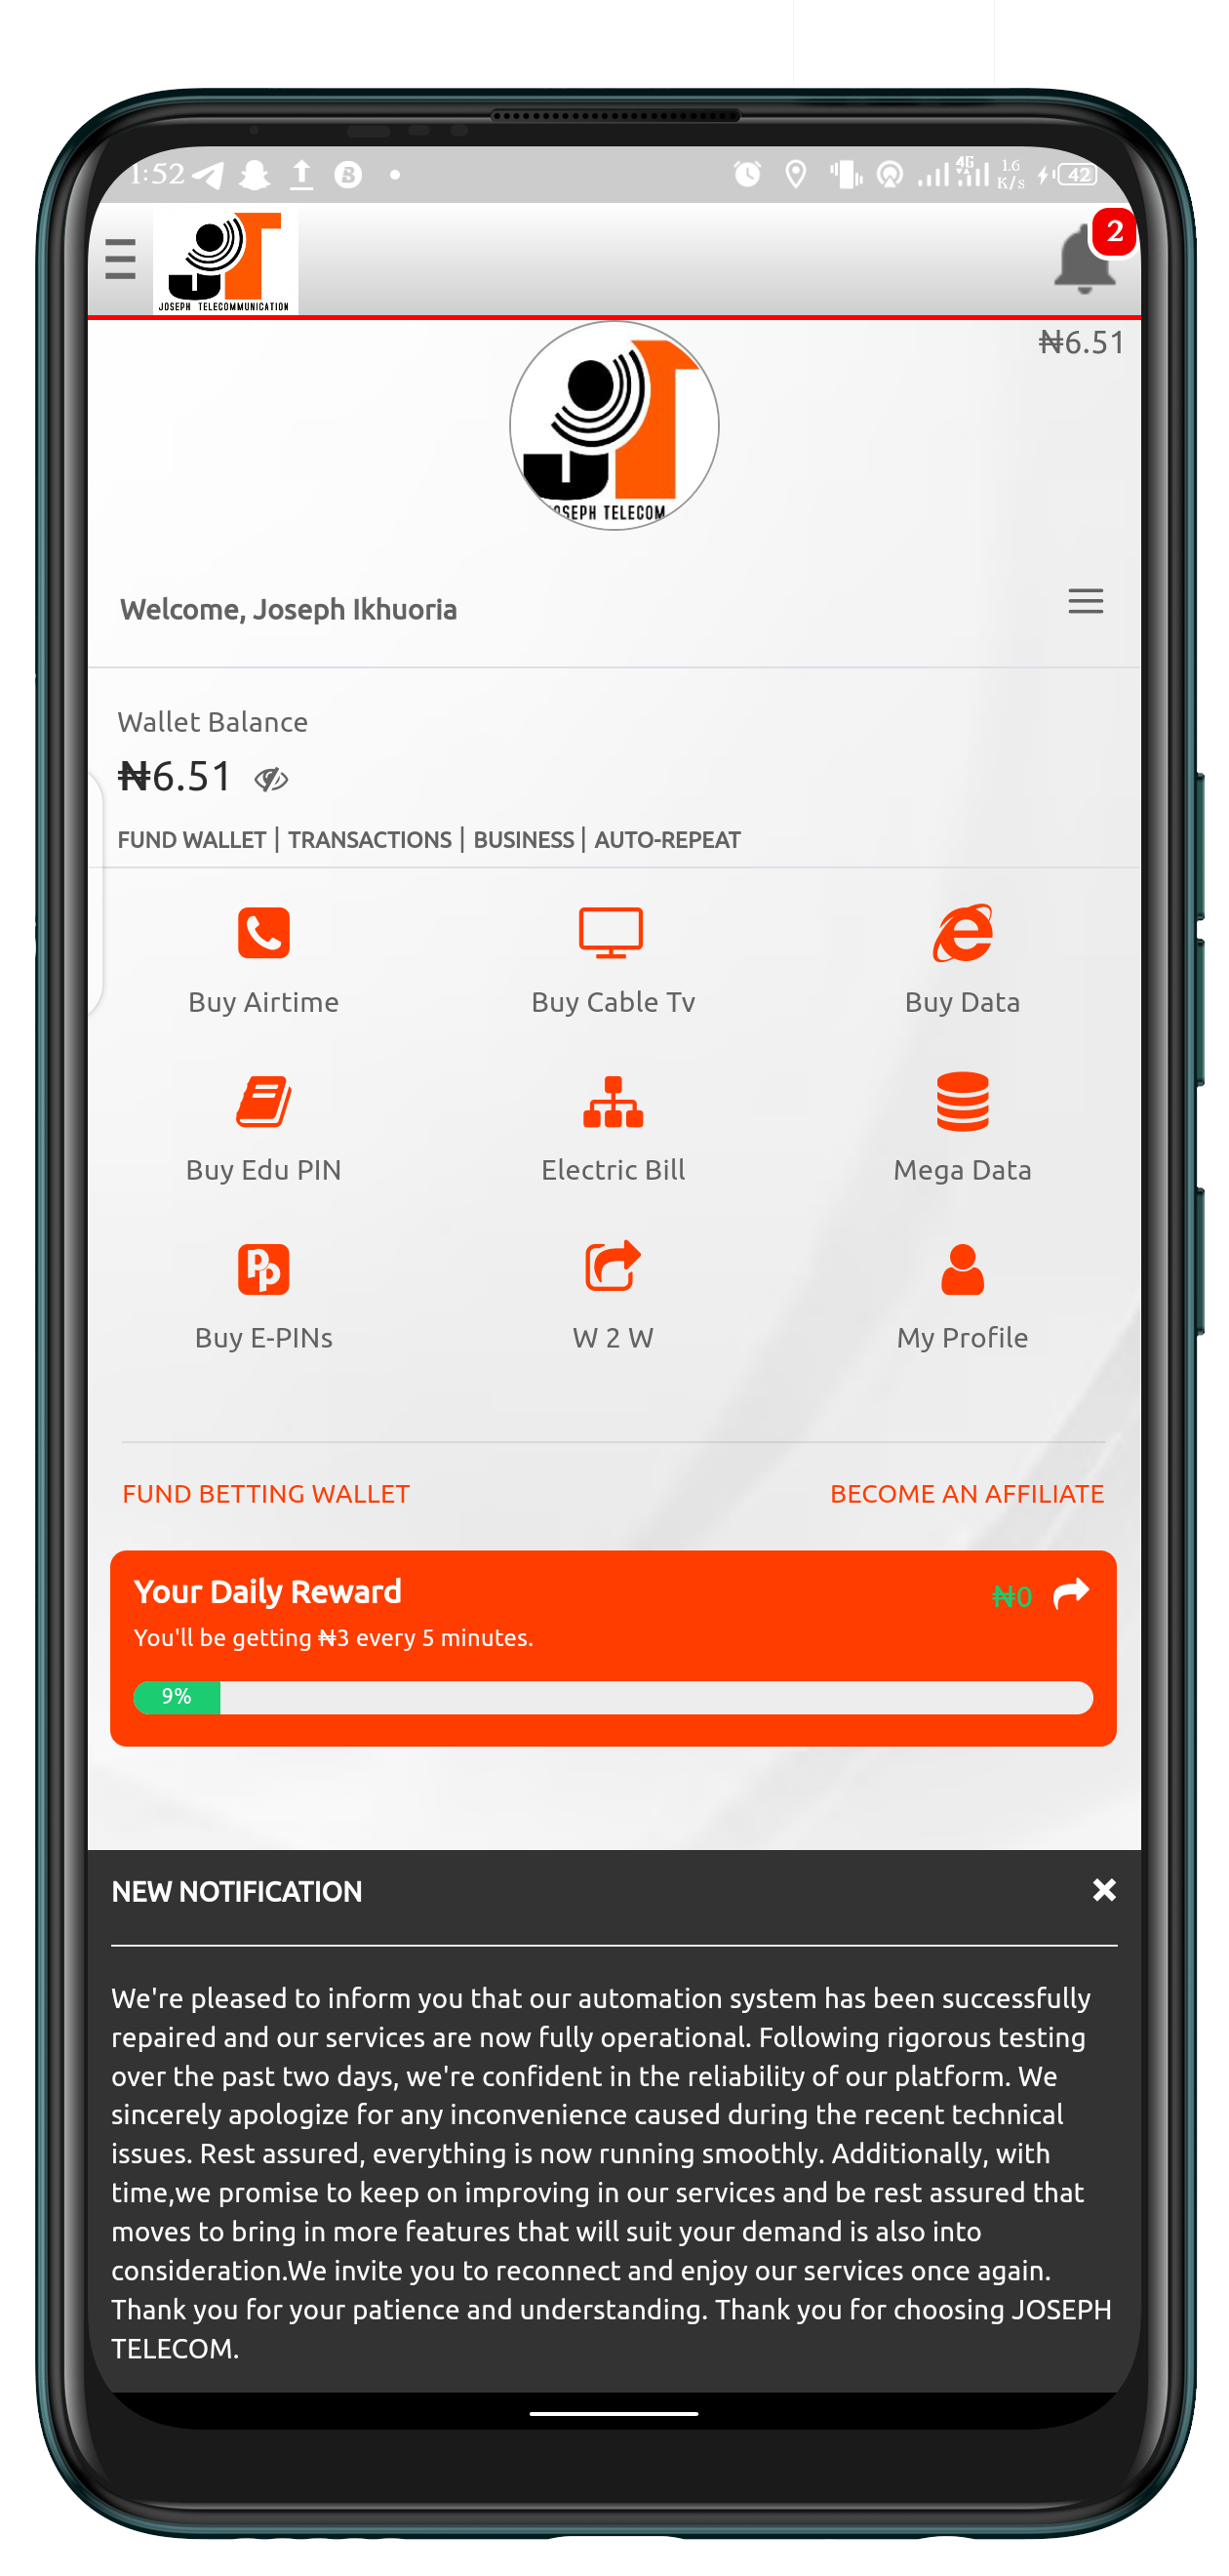 1:52
4G
1.6
K/s
42
JOSEPH TELECOMMUNICATION
2
₦6.51
JOSEPH TELECOM
Welcome, Joseph Ikhuoria
Wallet Balance
₦6.51
FUND WALLET | TRANSACTIONS | BUSINESS | AUTO-REPEAT
Buy Airtime
Buy Cable Tv
Buy Data
Buy Edu PIN
Electric Bill
Mega Data
Buy E-PINs
W 2 W
My Profile
FUND BETTING WALLET
BECOME AN AFFILIATE
Your Daily Reward
₦0
You'll be getting ₦3 every 5 minutes.
9%
NEW NOTIFICATION
We're pleased to inform you that our automation system has been successfully
repaired and our services are now fully operational. Following rigorous testing
over the past two days, we're confident in the reliability of our platform. We
sincerely apologize for any inconvenience caused during the recent technical
issues. Rest assured, everything is now running smoothly. Additionally, with
time,we promise to keep on improving in our services and be rest assured that
moves to bring in more features that will suit your demand is also into
consideration.We invite you to reconnect and enjoy our services once again.
Thank you for your patience and understanding. Thank you for choosing JOSEPH
TELECOM.